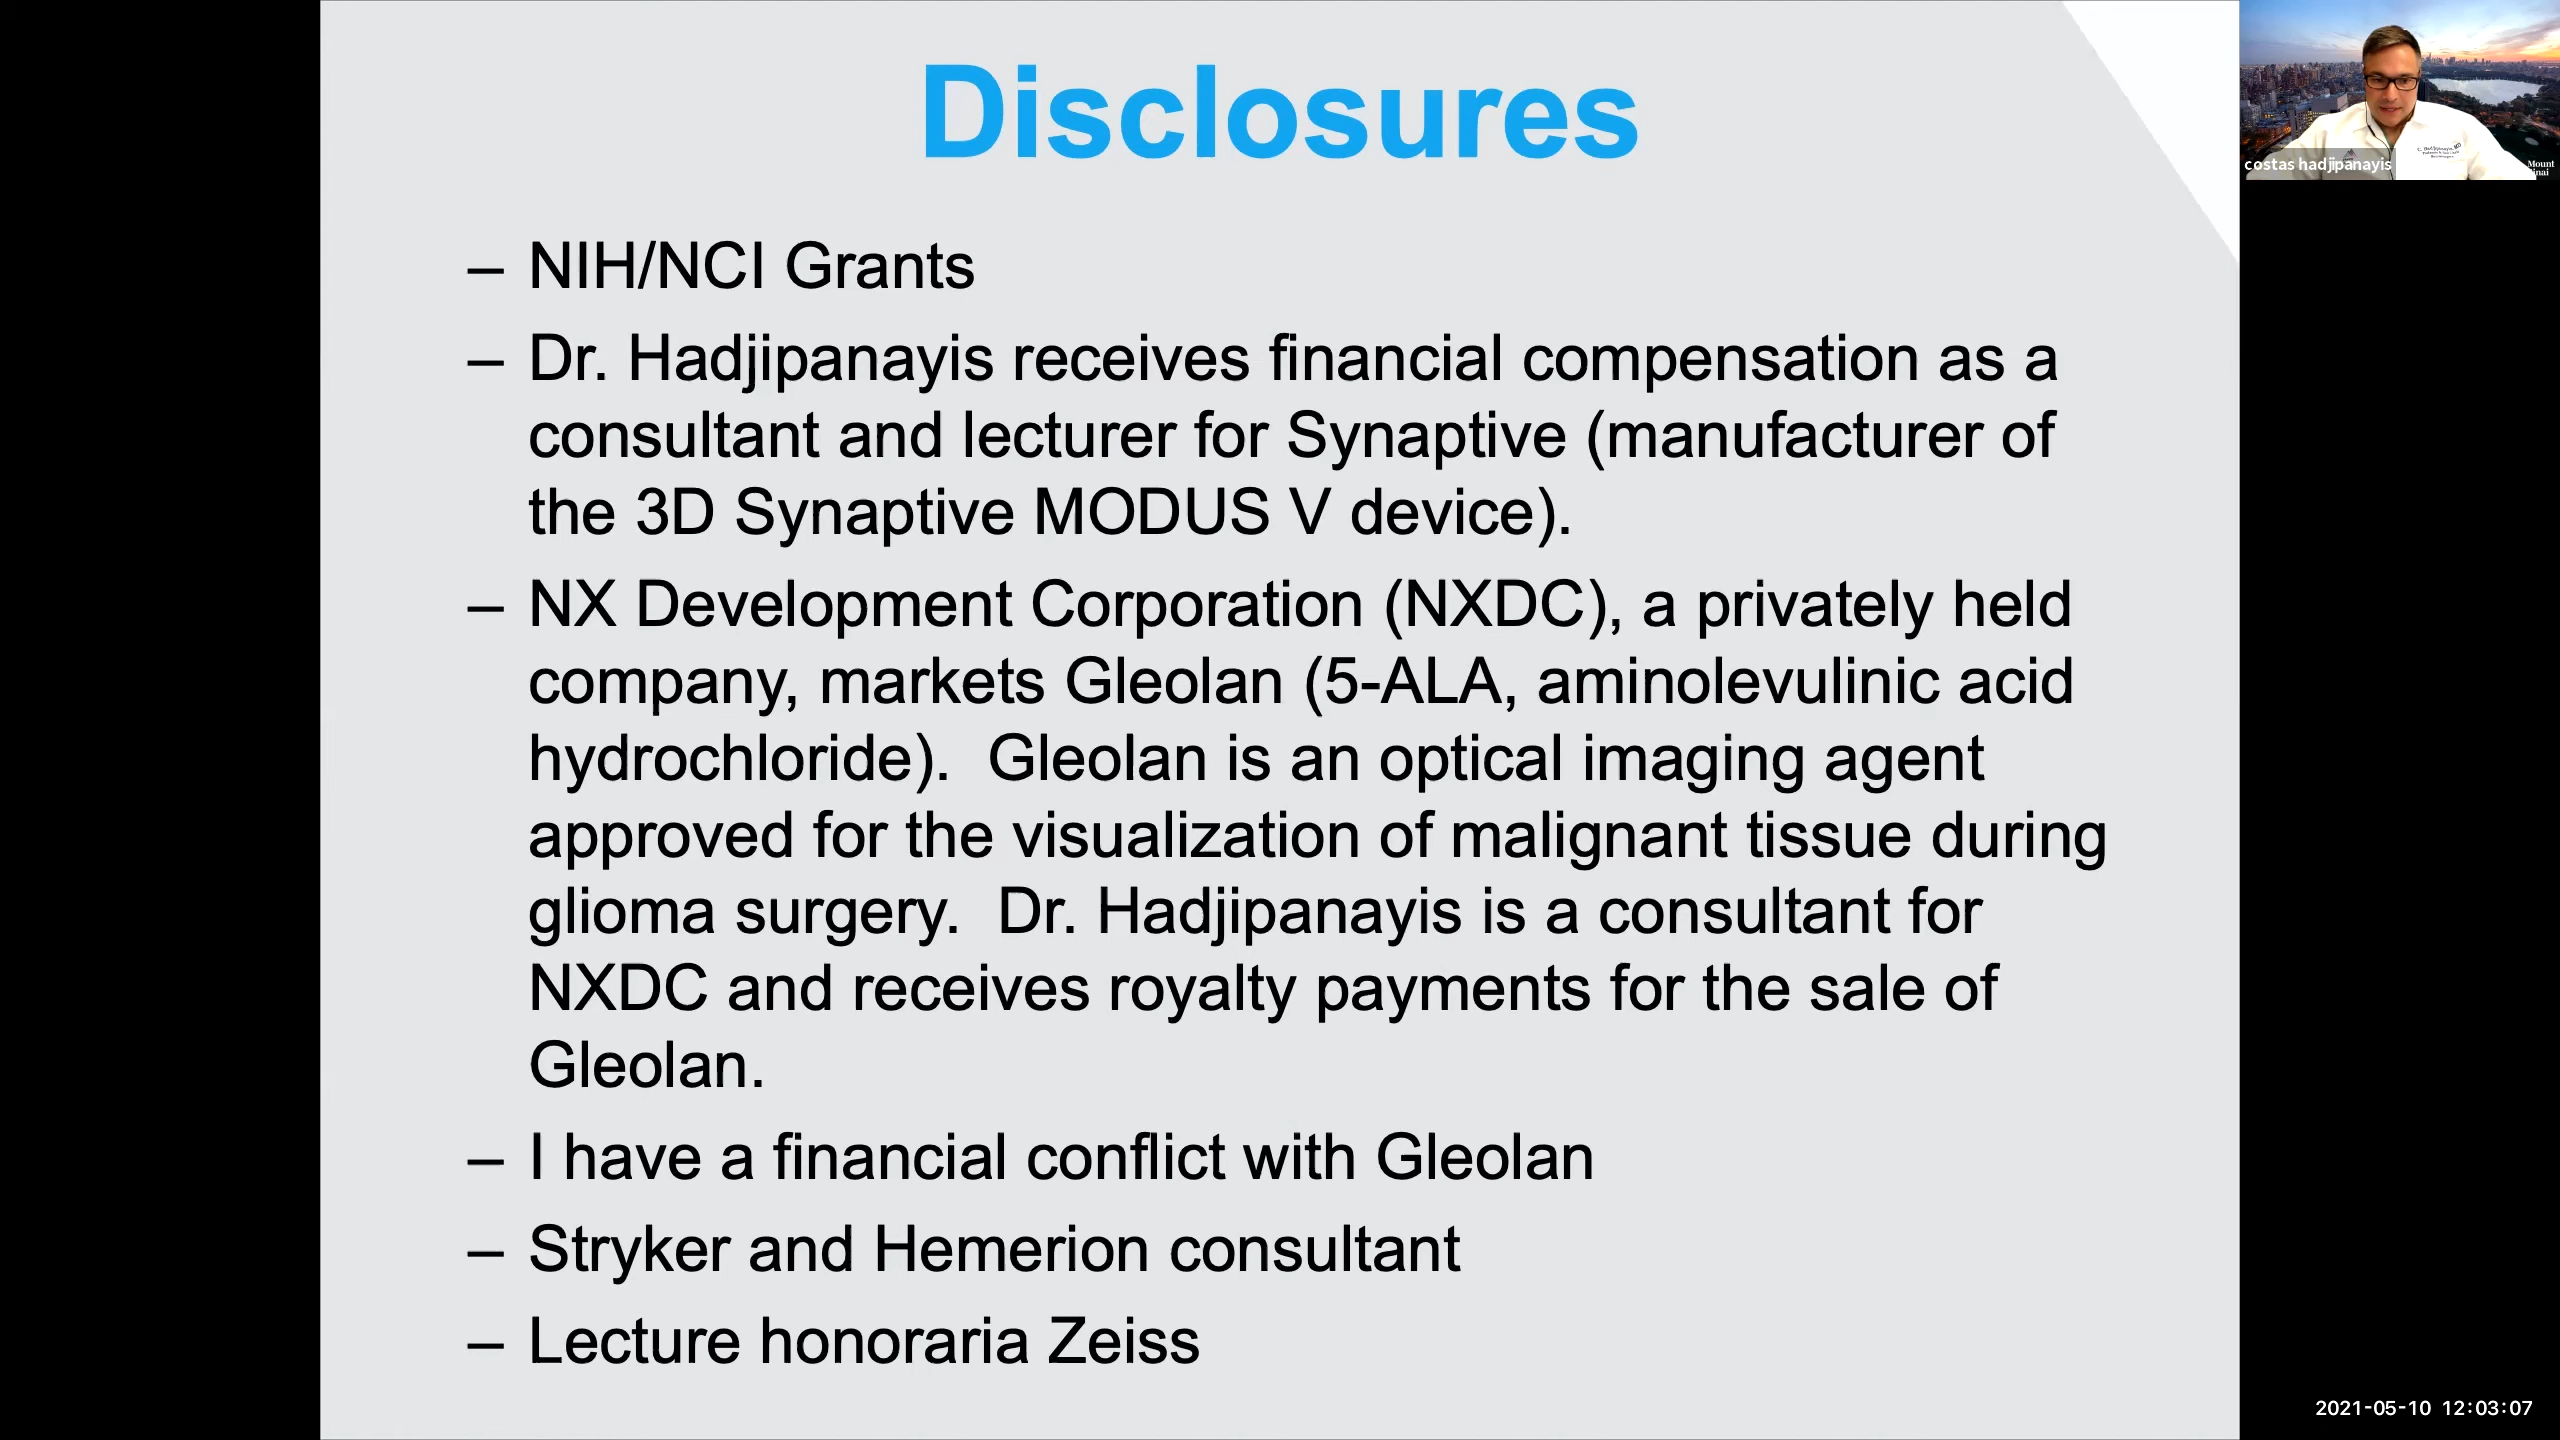 Disclosures
– NIH/NCI Grants
– Dr. Hadjipanayis receives financial compensation as a
consultant and lecturer for Synaptive (manufacturer of
the 3D Synaptive MODUS V device).
– NX Development Corporation (NXDC), a privately held
company, markets Gleolan (5-ALA, aminolevulinic acid
hydrochloride).  Gleolan is an optical imaging agent
approved for the visualization of malignant tissue during
glioma surgery.  Dr. Hadjipanayis is a consultant for
NXDC and receives royalty payments for the sale of
Gleolan.
– I have a financial conflict with Gleolan
– Stryker and Hemerion consultant
– Lecture honoraria Zeiss
costas hadjipanayis
Mount
2021-05-10 12:03:07